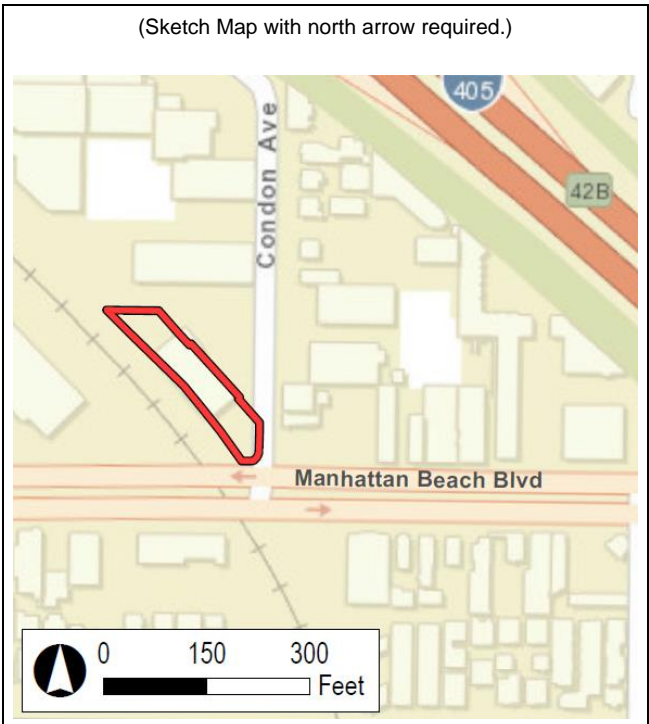 (Sketch Map with north arrow required.)
405
42B
Condon Ave
Manhattan Beach Blvd
0 150 300
Feet